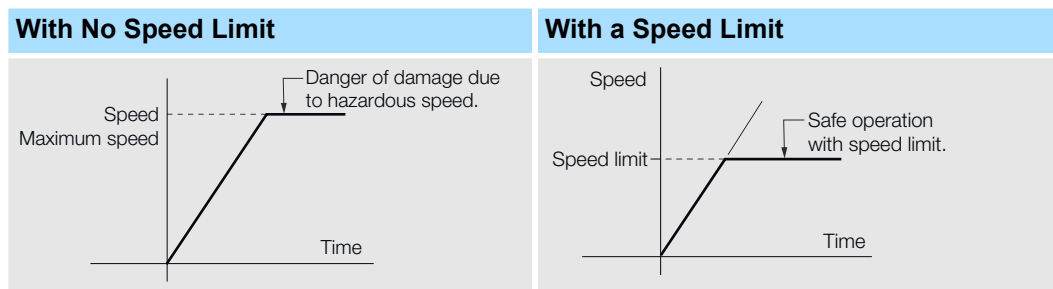 With No Speed Limit
Danger of damage due
to hazardous speed.
Speed
Maximum speed
Time
With a Speed Limit
Speed
Safe operation
with speed limit.
Speed limit
Time